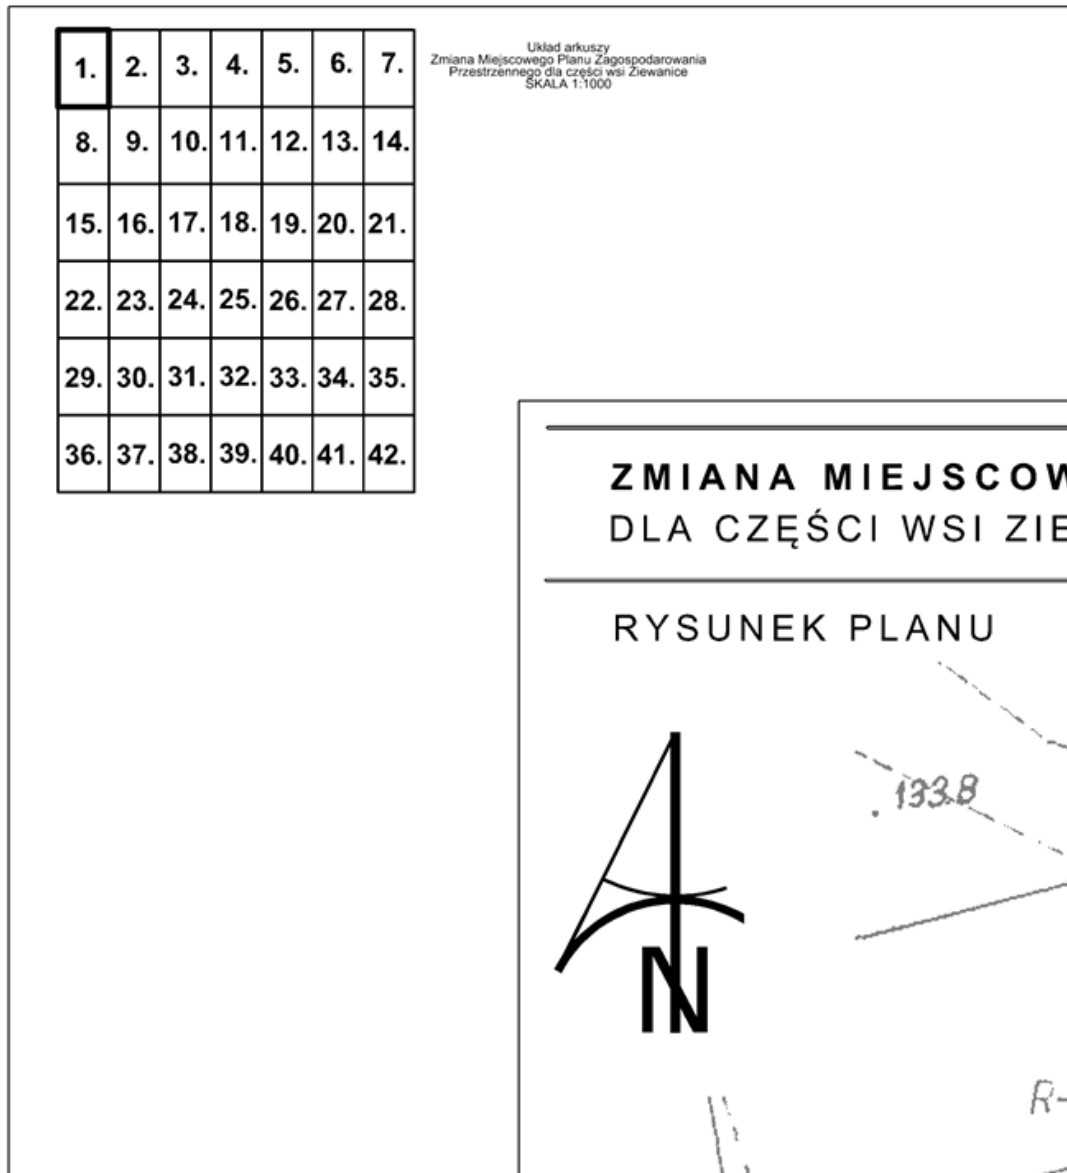 1. 2. 3. 4. 5. 6. 7.
8. 9. 10. 11. 12. 13. 14.
15. 16. 17. 18. 19. 20. 21.
22. 23. 24. 25. 26. 27. 28.
29. 30. 31. 32. 33. 34. 35.
36. 37. 38. 39. 40. 41. 42.
Układ arkuszy
Zmiana Miejscowego Planu Zagospodarowania
Przestrzennego dla części wsi Ziewanice
SKALA 1:1000
ZMIANA MIEJSCOW
DLA CZĘŚCI WSI ZIE
RYSUNEK PLANU
133.8
N
R-